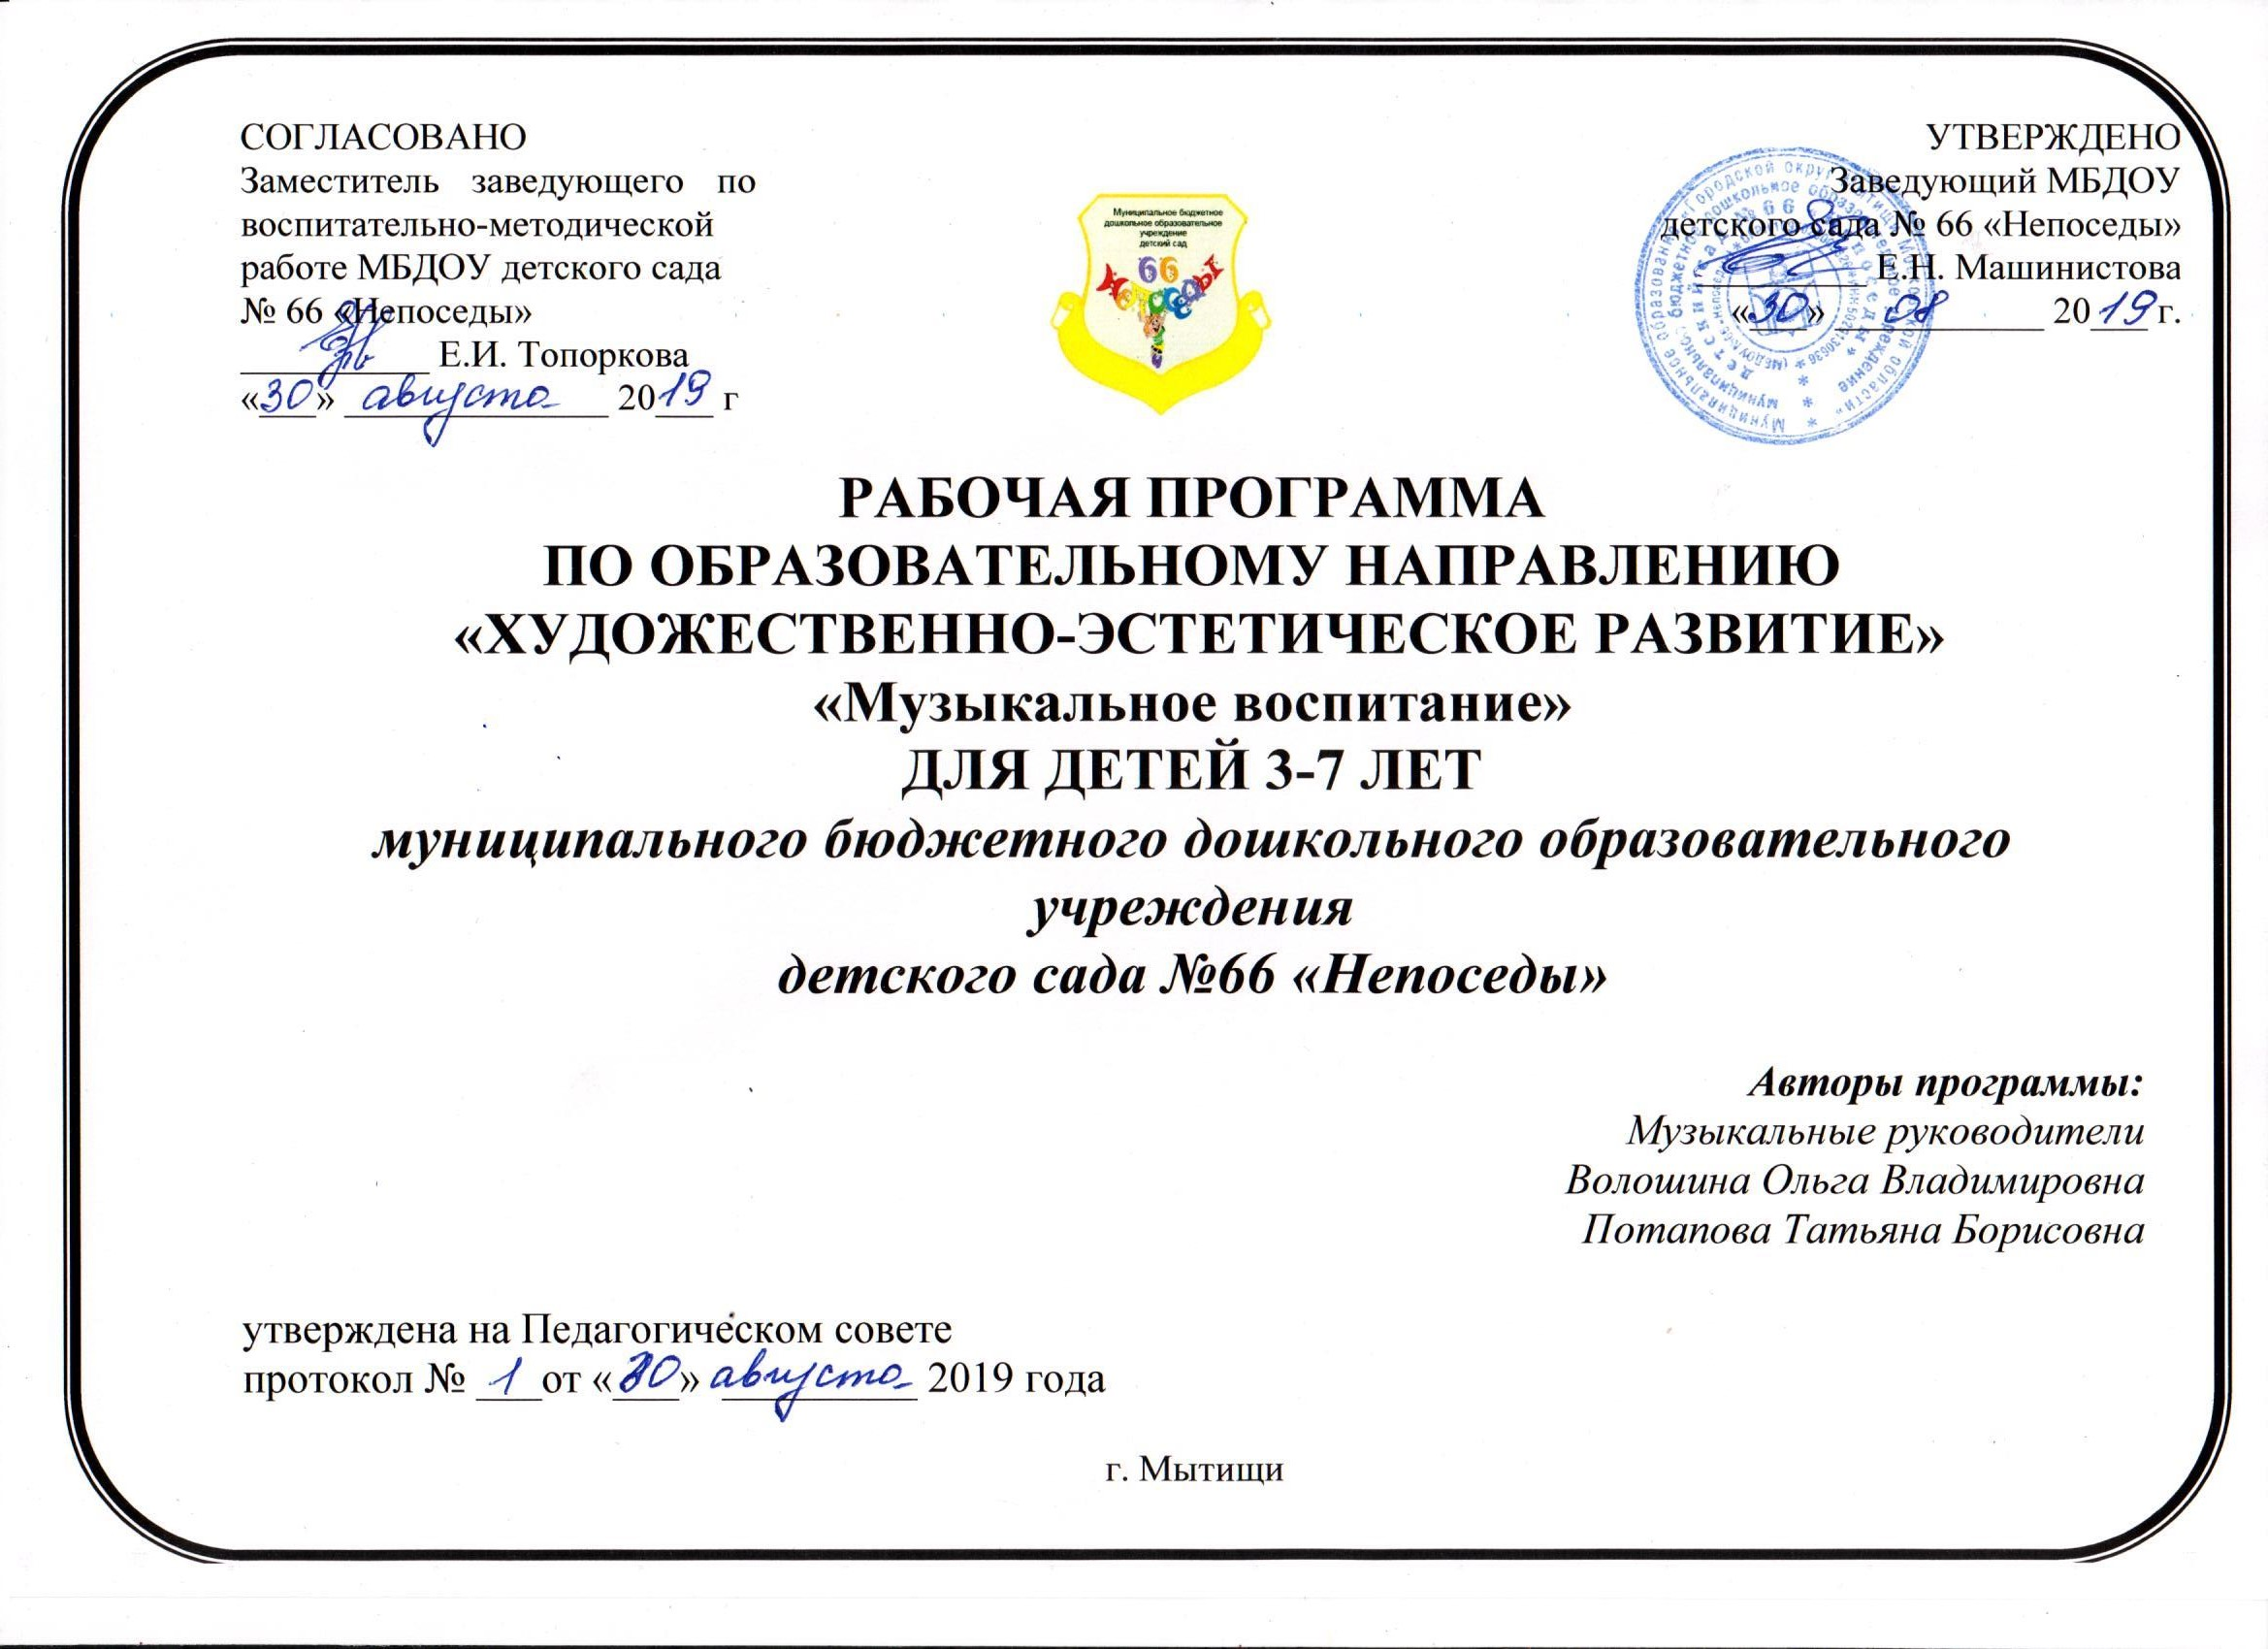 СОГЛАСОВАНО
Заместитель заведующего по
воспитательно-методической
работе МБДОУ детского сада
№ 66 «Непоседы»
__________ Е.И. Топоркова
«30» августа 2019 г
Муниципальное бюджетное
дошкольное образовательное
учреждение
детский сад
66
Непоседы
УТВЕРЖДЕНО
Заведующий МБДОУ
детского сада № 66 «Непоседы»
_________ Е.Н. Машинистова
«30» 08 2019 г.
РАБОЧАЯ ПРОГРАММА
ПО ОБРАЗОВАТЕЛЬНОМУ НАПРАВЛЕНИЮ
«ХУДОЖЕСТВЕННО-ЭСТЕТИЧЕСКОЕ РАЗВИТИЕ»
«Музыкальное воспитание»
ДЛЯ ДЕТЕЙ 3-7 ЛЕТ
муниципального бюджетного дошкольного образовательного
учреждения
детского сада №66 «Непоседы»
Авторы программы:
Музыкальные руководители
Волошина Ольга Владимировна
Потапова Татьяна Борисовна
утверждена на Педагогическом совете
протокол № 1 от «30» августа 2019 года
г. Мытищи